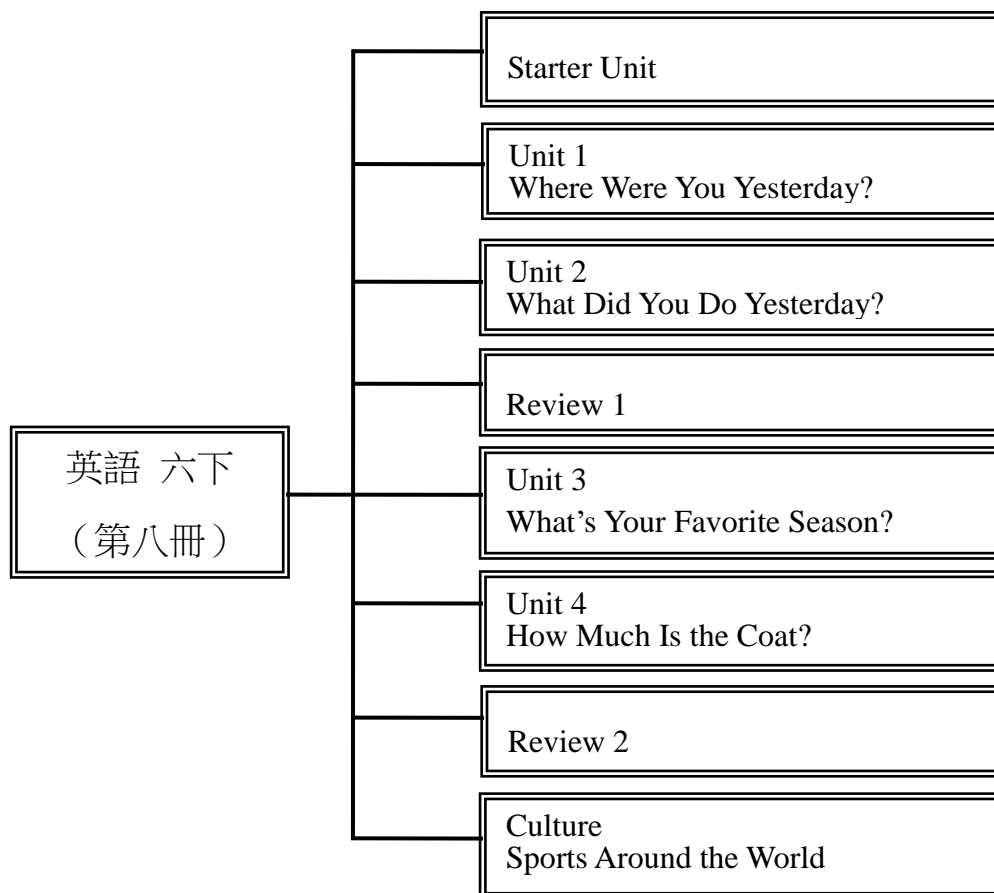 英語 六下
（第八冊）
Starter Unit
Unit 1
Where Were You Yesterday?
Unit 2
What Did You Do Yesterday?
Review 1
Unit 3
What’s Your Favorite Season?
Unit 4
How Much Is the Coat?
Review 2
Culture
Sports Around the World